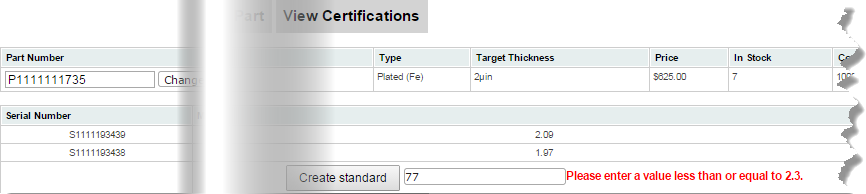 Part View Certifications
Part Number Type Target Thickness Price In Stock
P1111111735 Chang Plated (Fe) 2µin $625.00 7
Serial Number
S1111193439 2.09
S1111193438 1.97
Create standard 77 Please enter a value less than or equal to 2.3.